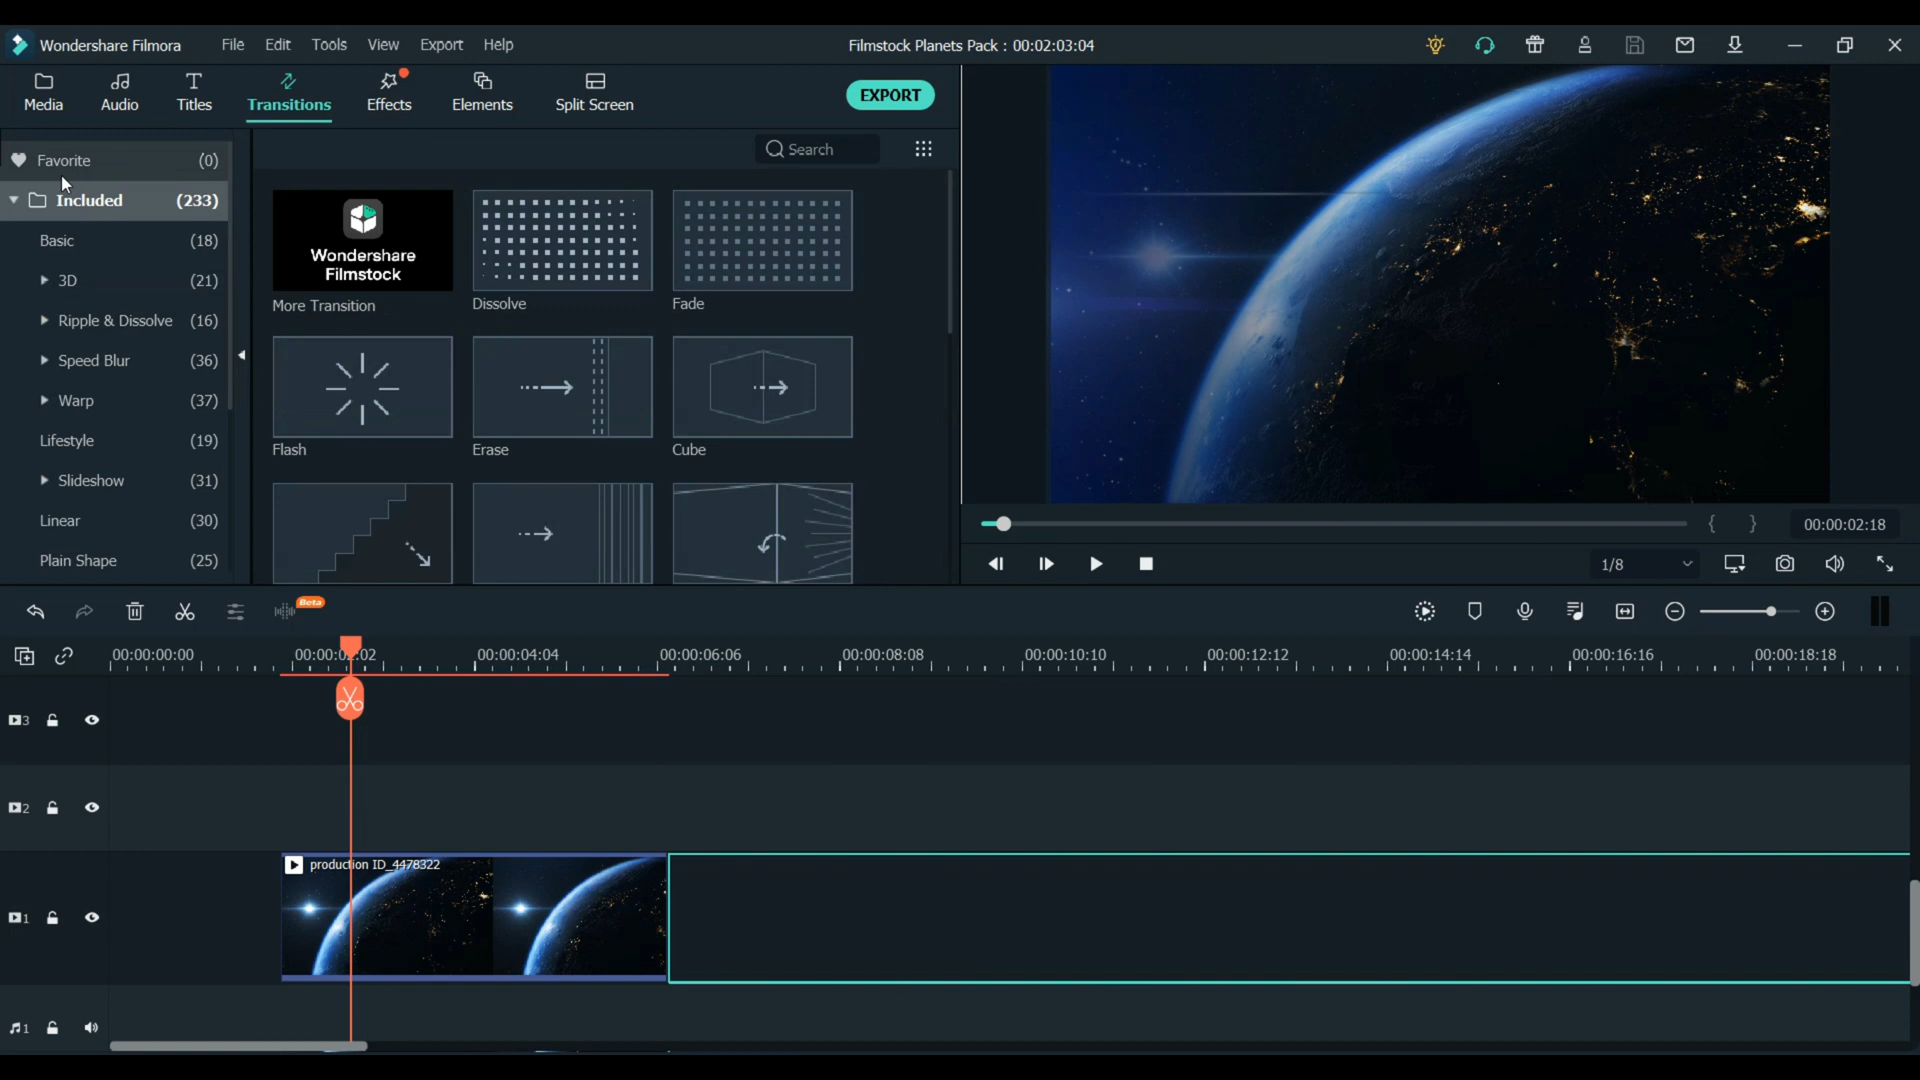 Wondershare Filmora File Edit Tools View Export Help Filmstock Planets Pack : 00:02:03:04
Media Audio Titles Transitions Effects Elements Split Screen EXPORT
Favorite (0)
Search
Included (233)
Basic (18)
3D (21)
Ripple & Dissolve (16)
Speed Blur (36)
Warp (37)
Lifestyle (19)
Slideshow (31)
Linear (30)
Plain Shape (25)
Wondershare
Filmstock
More Transition Dissolve Fade
Flash Erase Cube
00:00:02:18
1/8
Beta
00:00:00:00 00:00:02:02 00:00:04:04 00:00:06:06 00:00:08:08 00:00:10:10 00:00:12:12 00:00:14:14 00:00:16:16 00:00:18:18
3
2
production ID_4478322
1
1